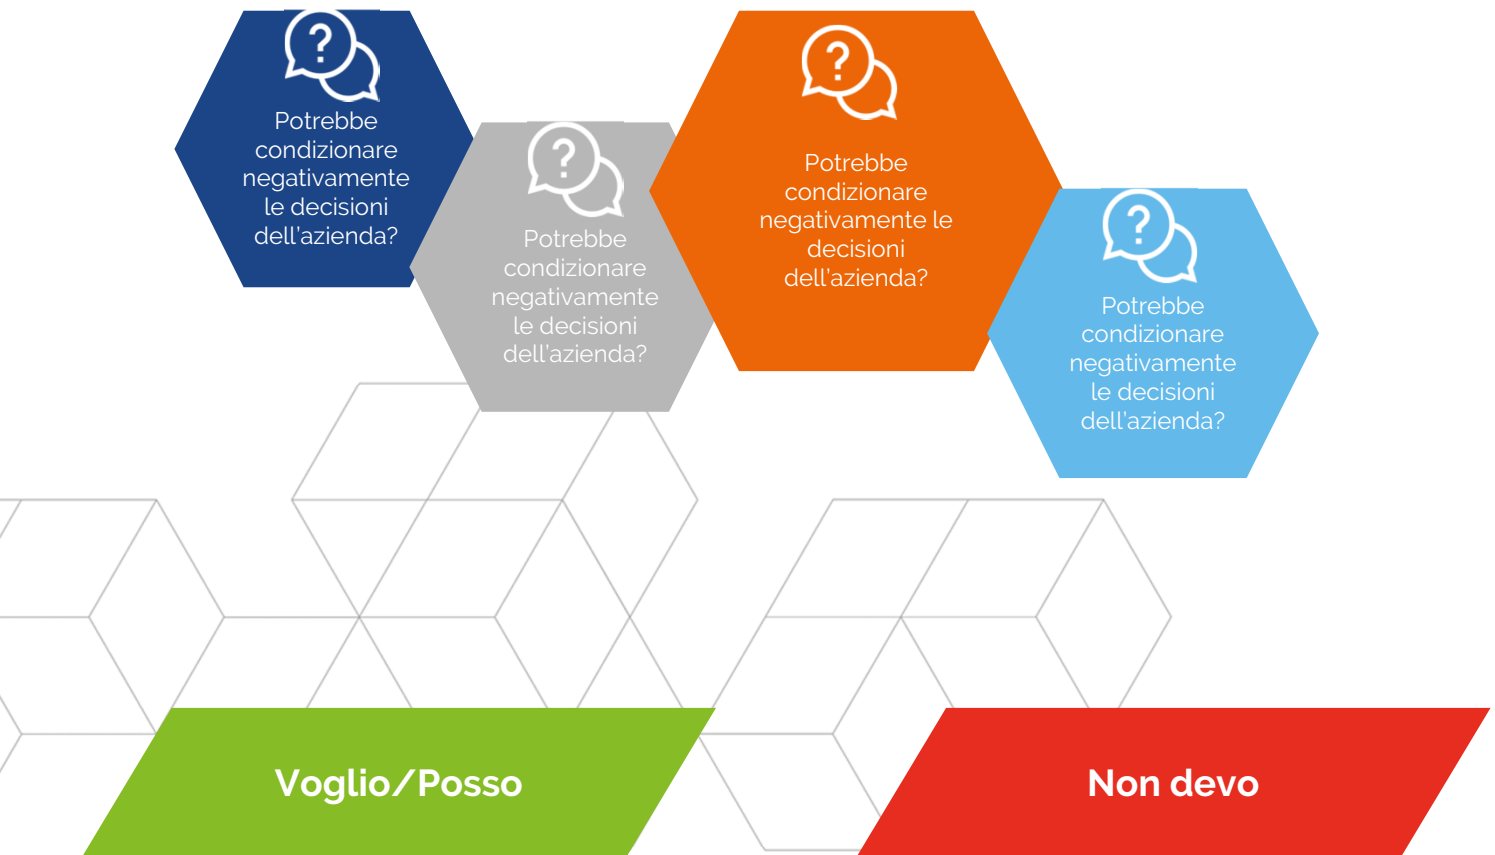 Potrebbe
condizionare
negativamente
le decisioni
dell'azienda?
Potrebbe
condizionare
negativamente
le decisioni
dell'azienda?
Potrebbe
condizionare
negativamente le
decisioni
dell'azienda?
Potrebbe
condizionare
negativamente
le decisioni
dell'azienda?
Voglio/Posso
Non devo